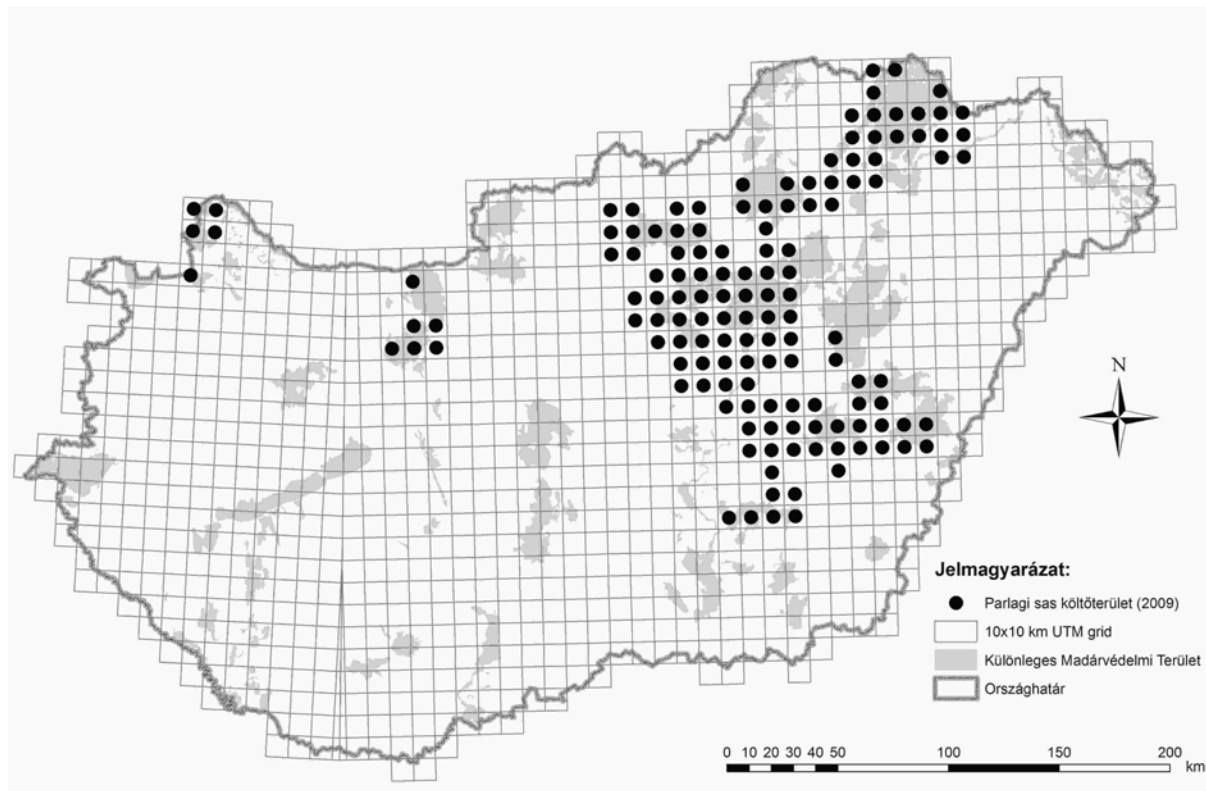 N
Jelmagyarázat:
Parlagi sas költőterület (2009)
10x10 km UTM grid
Különleges Madárvédelmi Terület
Országhatár
0 10 20 30 40 50 100 150 200
km